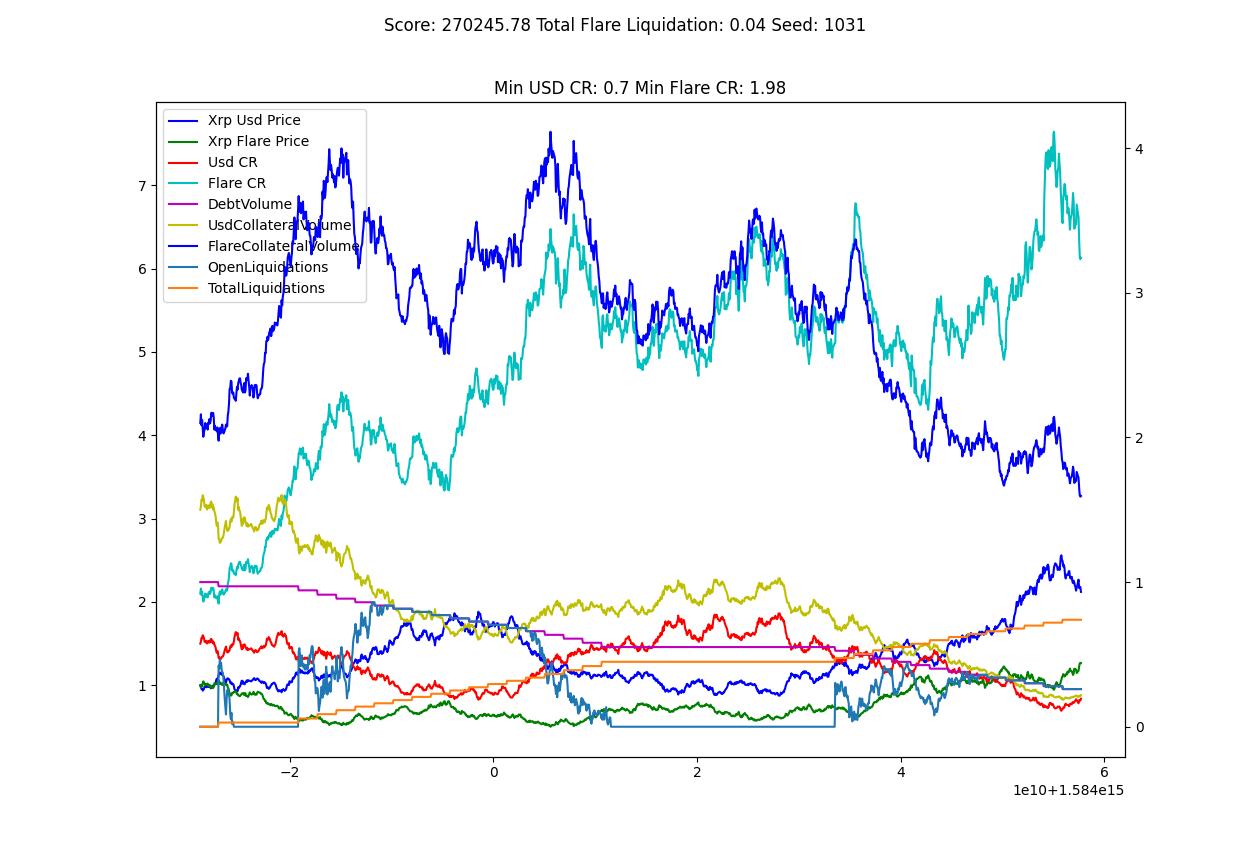 Score: 270245.78 Total Flare Liquidation: 0.04 Seed: 1031
Min USD CR: 0.7 Min Flare CR: 1.98
Xrp Usd Price
Xrp Flare Price
Usd CR
Flare CR
DebtVolume
UsdCollateralVolume
FlareCollateralVolume
OpenLiquidations
TotalLiquidations
7
6
5
4
3
2
1
4
3
2
1
0
−2
0
2
4
6
1e10+1.584e15